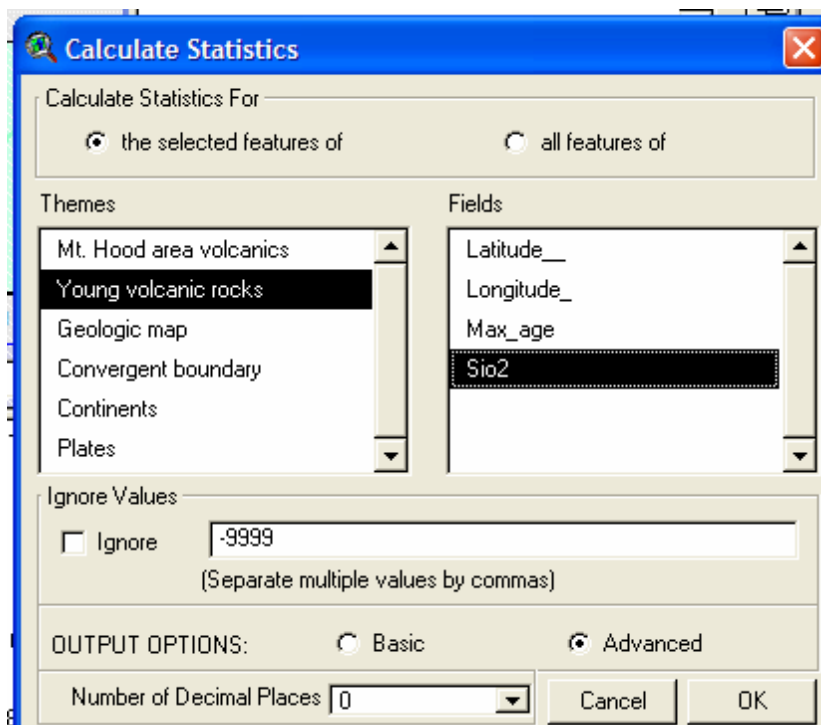 Calculate Statistics
Calculate Statistics For
the selected features of
all features of
Themes
Mt. Hood area volcanics
Young volcanic rocks
Geologic map
Convergent boundary
Continents
Plates
Fields
Latitude__
Longitude_
Max_age
Sio2
Ignore Values
Ignore
-9999
(Separate multiple values by commas)
OUTPUT OPTIONS:
Basic
Advanced
Number of Decimal Places
0
Cancel
OK